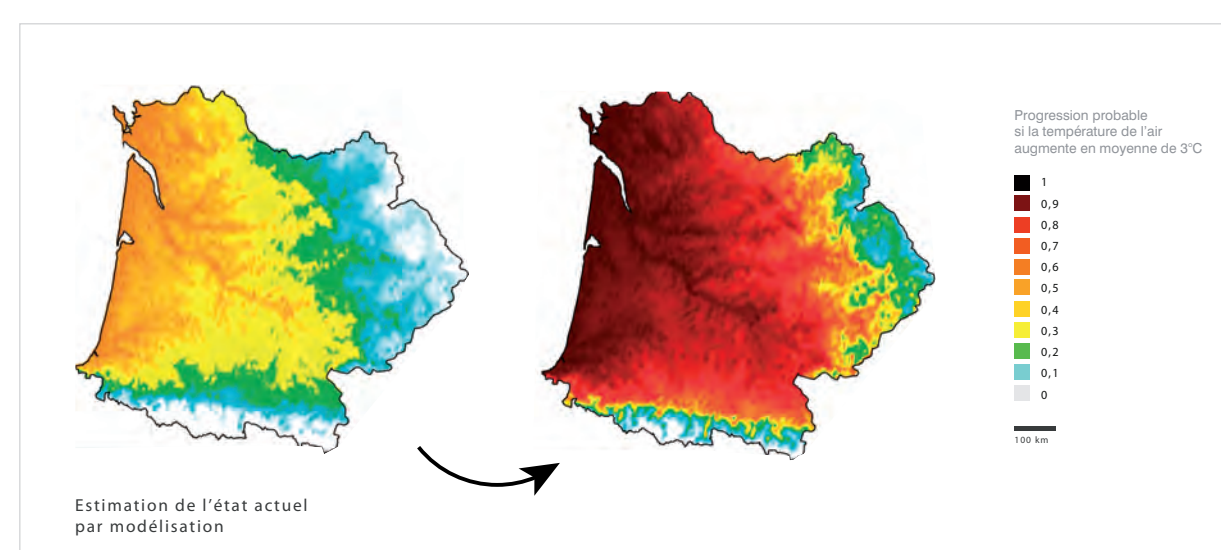 Progression probable
si la température de l'air
augmente en moyenne de 3°C
1
0,9
0,8
0,7
0,6
0,5
0,4
0,3
0,2
0,1
0
100 km
Estimation de l'état actuel
par modélisation